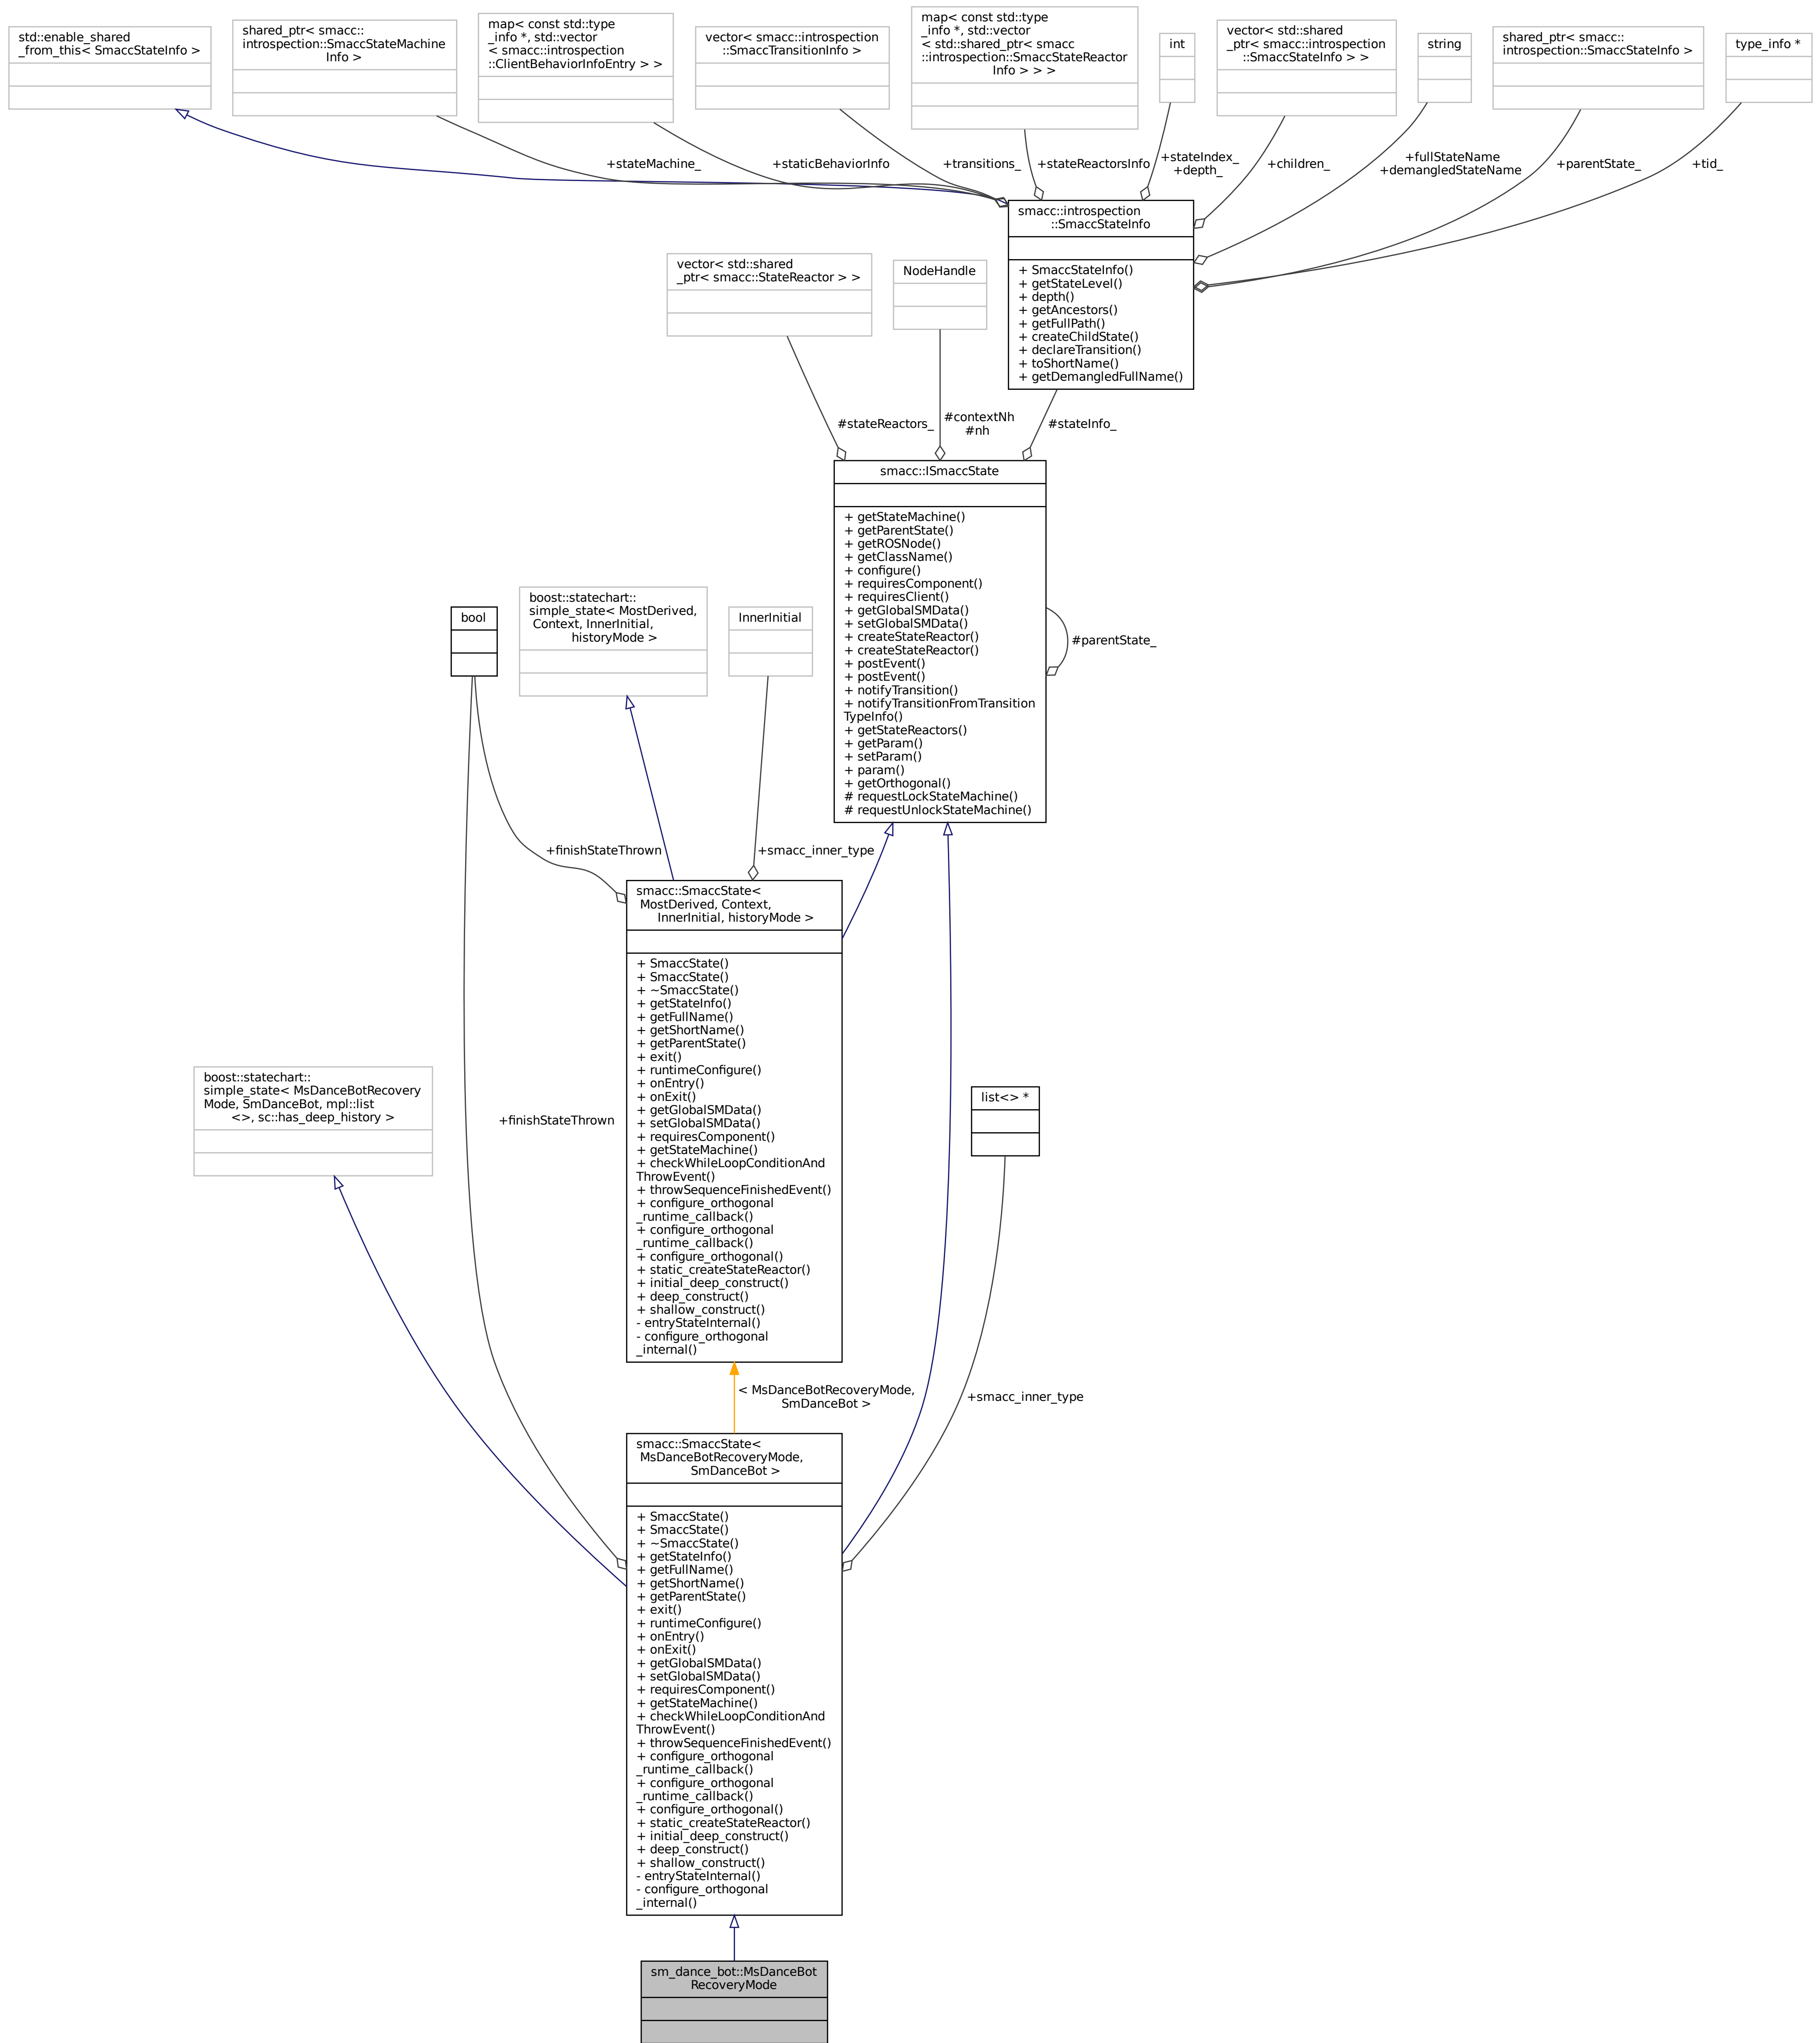 std::enable_shared
_from_this< SmaccStateInfo >
shared_ptr< smacc::
introspection::SmaccStateMachine
Info >
map< const std::type
_info *, std::vector
< smacc::introspection
::ClientBehaviorInfoEntry > >
vector< smacc::introspection
::SmaccTransitionInfo >
map< const std::type
_info *, std::vector
< std::shared_ptr< smacc
::introspection::SmaccStateReactor
Info > > >
int
vector< std::shared
_ptr< smacc::introspection
::SmaccStateInfo > >
string
shared_ptr< smacc::
introspection::SmaccStateInfo >
type_info *
+stateMachine_
+staticBehaviorInfo
+transitions_
+stateReactorsInfo
+stateIndex_
+depth_
+children_
+fullStateName
+demangledStateName
+parentState_
+tid_
smacc::introspection
::SmaccStateInfo
+ SmaccStateInfo()
+ getStateLevel()
+ depth()
+ getAncestors()
+ getFullPath()
+ createChildState()
+ declareTransition()
+ toShortName()
+ getDemangledFullName()
vector< std::shared
_ptr< smacc::StateReactor > >
NodeHandle
#stateReactors_
#contextNh
#nh
#stateInfo_
smacc::ISmaccState
+ getStateMachine()
+ getParentState()
+ getROSNode()
+ getClassName()
+ configure()
+ requiresComponent()
+ requiresClient()
+ getGlobalSMData()
+ setGlobalSMData()
+ createStateReactor()
+ createStateReactor()
+ postEvent()
+ postEvent()
+ notifyTransition()
+ notifyTransitionFromTransition
TypeInfo()
+ getStateReactors()
+ getParam()
+ setParam()
+ param()
+ getOrthogonal()
# requestLockStateMachine()
# requestUnlockStateMachine()
#parentState_
bool
boost::statechart::
simple_state< MostDerived,
Context, InnerInitial,
historyMode >
InnerInitial
+finishStateThrown
+smacc_inner_type
smacc::SmaccState<
MostDerived, Context,
InnerInitial, historyMode >
+ SmaccState()
+ SmaccState()
+ ~SmaccState()
+ getStateInfo()
+ getFullName()
+ getShortName()
+ getParentState()
+ exit()
+ runtimeConfigure()
+ onEntry()
+ onExit()
+ getGlobalSMData()
+ setGlobalSMData()
+ requiresComponent()
+ getStateMachine()
+ checkWhileLoopConditionAnd
ThrowEvent()
+ throwSequenceFinishedEvent()
+ configure_orthogonal
_runtime_callback()
+ configure_orthogonal
_runtime_callback()
+ configure_orthogonal()
+ static_createStateReactor()
+ initial_deep_construct()
+ deep_construct()
+ shallow_construct()
- entryStateInternal()
- configure_orthogonal
_internal()
boost::statechart::
simple_state< MsDanceBotRecovery
Mode, SmDanceBot, mpl::list
<>, sc::has_deep_history >
+finishStateThrown
list<> *
< MsDanceBotRecoveryMode,
SmDanceBot >
+smacc_inner_type
smacc::SmaccState<
MsDanceBotRecoveryMode,
SmDanceBot >
+ SmaccState()
+ SmaccState()
+ ~SmaccState()
+ getStateInfo()
+ getFullName()
+ getShortName()
+ getParentState()
+ exit()
+ runtimeConfigure()
+ onEntry()
+ onExit()
+ getGlobalSMData()
+ setGlobalSMData()
+ requiresComponent()
+ getStateMachine()
+ checkWhileLoopConditionAnd
ThrowEvent()
+ throwSequenceFinishedEvent()
+ configure_orthogonal
_runtime_callback()
+ configure_orthogonal
_runtime_callback()
+ configure_orthogonal()
+ static_createStateReactor()
+ initial_deep_construct()
+ deep_construct()
+ shallow_construct()
- entryStateInternal()
- configure_orthogonal
_internal()
sm_dance_bot::MsDanceBot
RecoveryMode